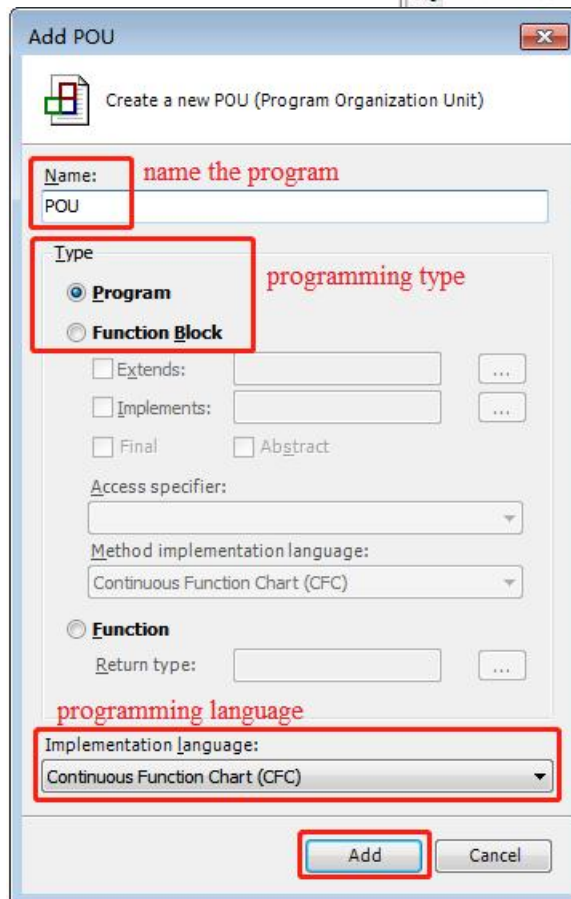 Add POU
Create a new POU (Program Organization Unit)
Name: name the program
POU
Type
Program
programming type
Function Block
Extends: ...
Implements: ...
Final Abstract
Access specifier:
Method implementation language:
Continuous Function Chart (CFC)
Function
Return type: ...
programming language
Implementation language:
Continuous Function Chart (CFC)
Add Cancel